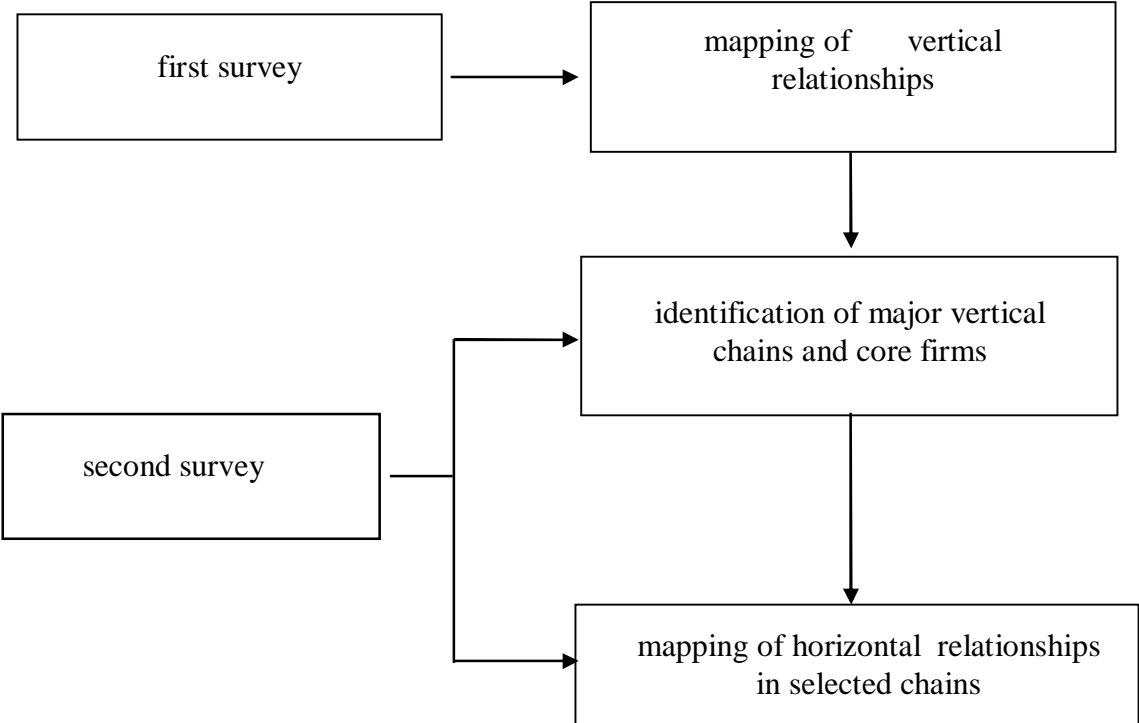 first survey
mapping of vertical
relationships
identification of major vertical
chains and core firms
second survey
mapping of horizontal relationships
in selected chains